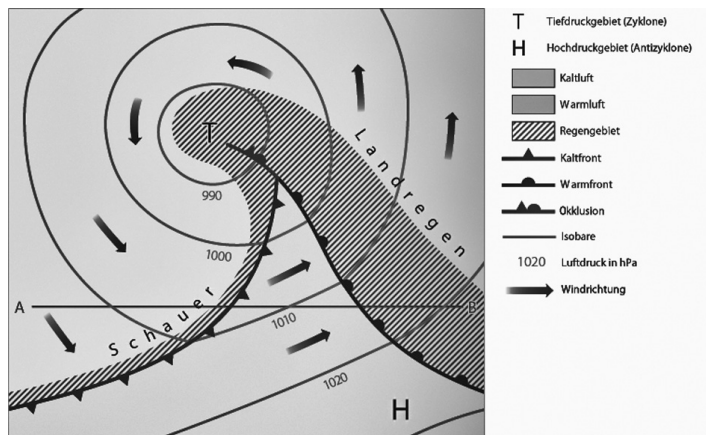 T
990
1000
1010
1020
Landregen
Schauer
A
B
H
T Tiefdruckgebiet (Zyklone)
H Hochdruckgebiet (Antizyklone)
Kaltluft
Warmluft
Regengebiet
Kaltfront
Warmfront
Okklusion
Isobare
1020 Luftdruck in hPa
Windrichtung